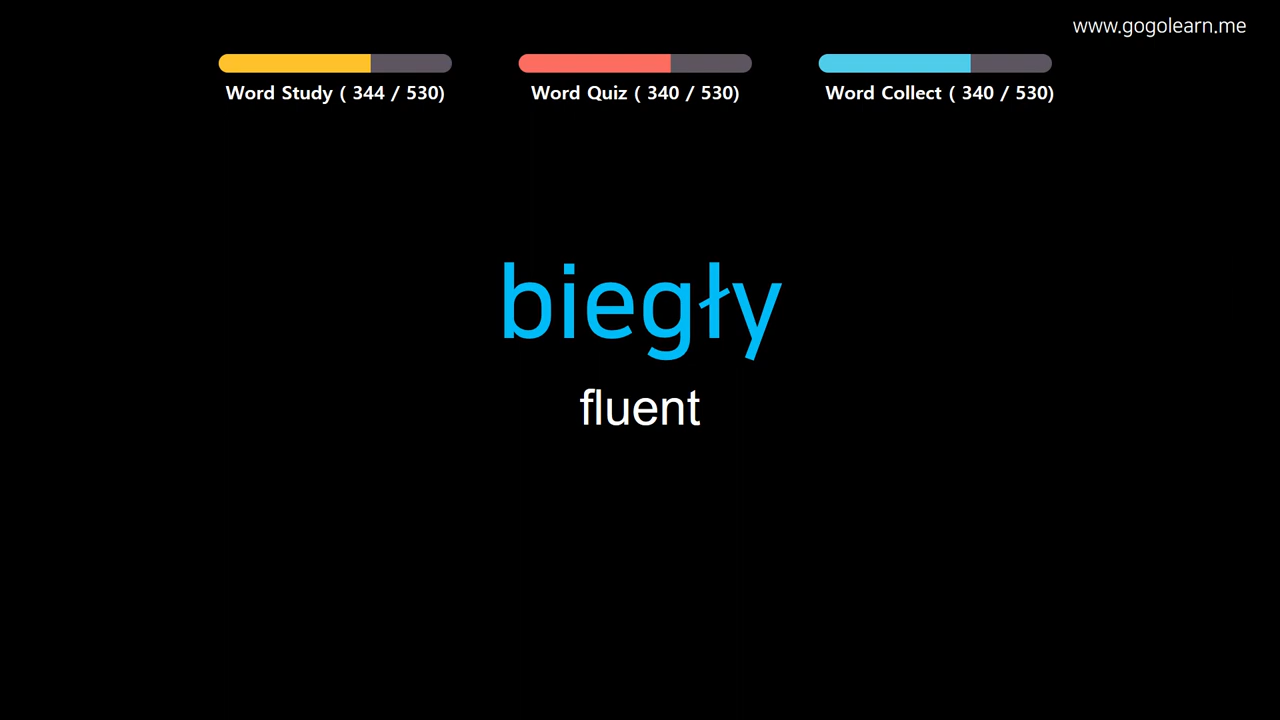 www.gogolearn.me
Word Study ( 344 / 530)
Word Quiz ( 340 / 530)
Word Collect ( 340 / 530)
biegły
fluent